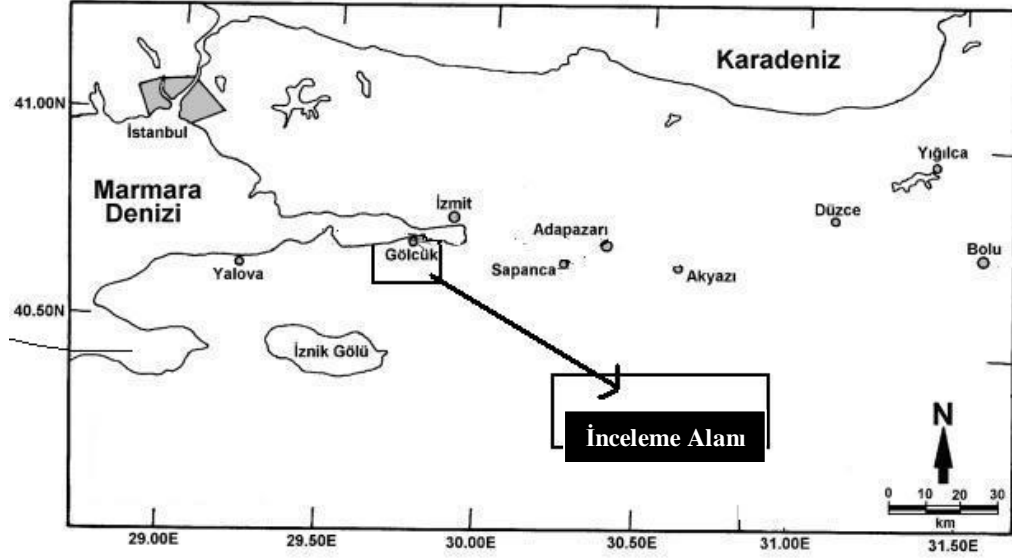 Karadeniz
41.00N
İstanbul
Yığılca
Marmara
Denizi
İzmit
Düzce
Adapazarı
Gölcük
Bolu
Sapanca
Akyazı
Yalova
40.50N
İznik Gölü
N
İnceleme Alanı
0 10 20 30
km
29.00E 29.50E 30.00E 30.50E 31.00E 31.50E